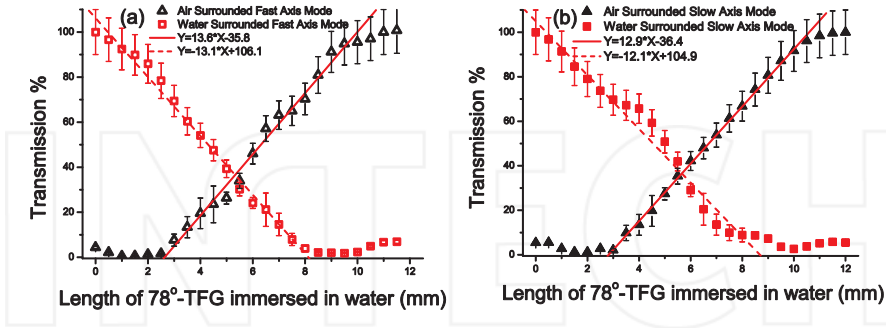 (a)
Air Surrounded Fast Axis Mode
Water Surrounded Fast Axis Mode
Y=13.6*X-35.8
Y=-13.1*X+106.1
120
100
80
60
40
20
0
Transmission %
0 2 4 6 8 10 12
Length of 78°-TFG immersed in water (mm)
(b)
Air Surrounded Slow Axis Mode
Water Surrounded Slow Axis Mode
Y=12.9*X-36.4
Y=-12.1*X+104.9
100
80
60
40
20
0
Transmission %
0 2 4 6 8 10 12
Length of 78°-TFG immersed in water (mm)
INTECH